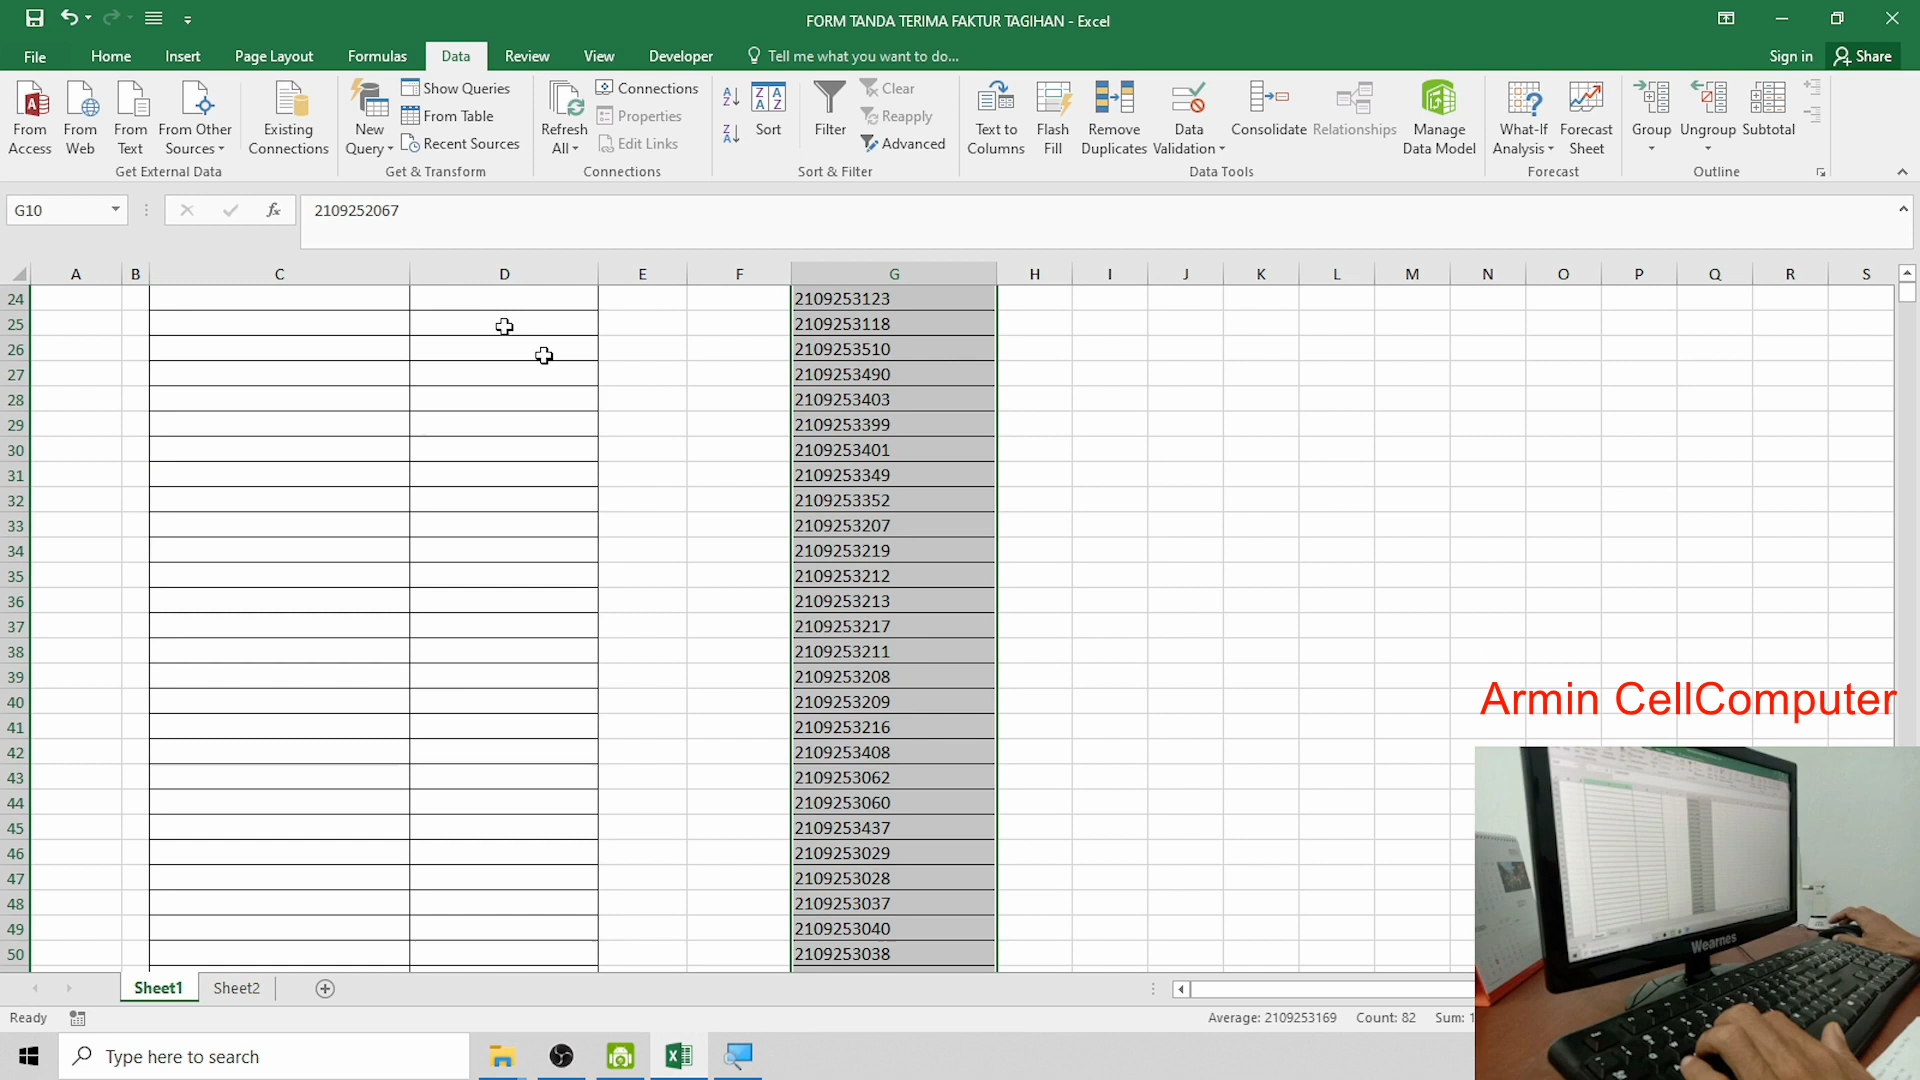 FORM TANDA TERIMA FAKTUR TAGIHAN - Excel
File Home Insert Page Layout Formulas Data Review View Developer Tell me what you want to do... Sign in Share
From Access
From Web
From Text
From Other Sources
Existing Connections
Get External Data
New Query
Show Queries
From Table
Recent Sources
Get & Transform
Refresh All
Connections
Properties
Edit Links
Connections
Sort
Filter
Clear
Reapply
Advanced
Sort & Filter
Text to Columns
Flash Fill
Remove Duplicates
Data Validation
Consolidate
Relationships
Manage Data Model
Data Tools
What-If Analysis
Forecast Sheet
Forecast
Group
Ungroup
Subtotal
Outline
G10 fx 2109252067
A B C D E F G H I J K L M N O P Q R S
24 2109253123
25 2109253118
26 2109253510
27 2109253490
28 2109253403
29 2109253399
30 2109253401
31 2109253349
32 2109253352
33 2109253207
34 2109253219
35 2109253212
36 2109253213
37 2109253217
38 2109253211
39 2109253208
40 2109253209
41 2109253216
42 2109253408
43 2109253062
44 2109253060
45 2109253437
46 2109253029
47 2109253028
48 2109253037
49 2109253040
50 2109253038
Armin CellComputer
Wearnes
Sheet1 Sheet2
Ready Average: 2109253169 Count: 82 Sum: 1
Type here to search